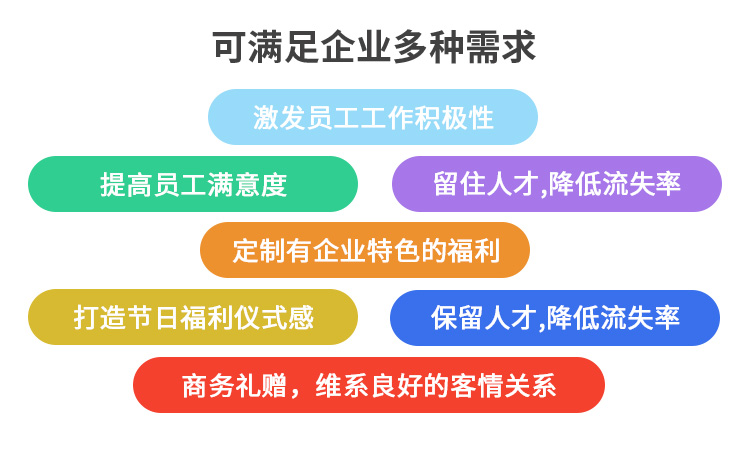 可满足企业多种需求
激发员工工作积极性
提高员工满意度
留住人才,降低流失率
定制有企业特色的福利
打造节日福利仪式感
保留人才,降低流失率
商务礼赠，维系良好的客情关系